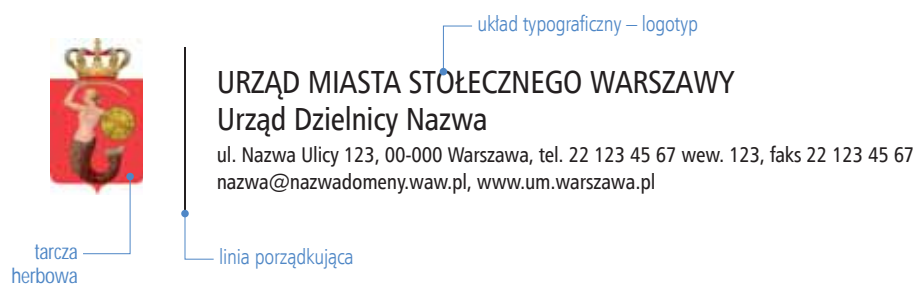 układ typograficzny – logotyp
URZĄD MIASTA STOŁECZNEGO WARSZAWY
Urząd Dzielnicy Nazwa
ul. Nazwa Ulicy 123, 00-000 Warszawa, tel. 22 123 45 67 wew. 123, faks 22 123 45 67
nazwa@nazwadomeny.waw.pl, www.um.warszawa.pl
tarcza
herbowa
linia porządkująca